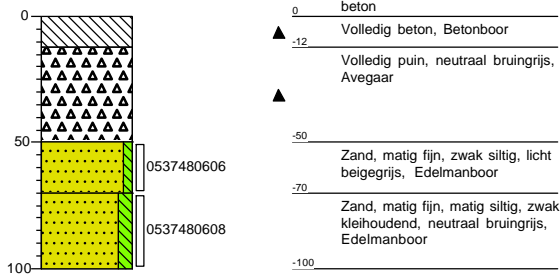 beton
0
0
Volledig beton, Betonboor
-12
Volledig puin, neutraal bruingrijs,
Avegaar
50
-50
Zand, matig fijn, zwak siltig, licht
beigegrijs, Edelmanboor
0537480606
-70
Zand, matig fijn, matig siltig, zwak
kleihoudend, neutraal bruingrijs,
Edelmanboor
0537480608
100
-100